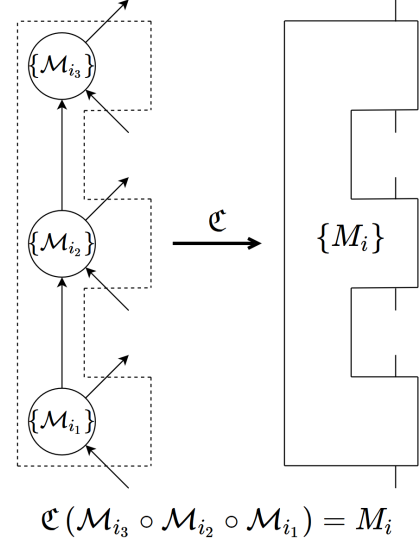 {ℳ_{i_3}}
{ℳ_{i_2}}
ℭ
{M_i}
{ℳ_{i_1}}
ℭ (ℳ_{i_3} ∘ ℳ_{i_2} ∘ ℳ_{i_1}) = M_i